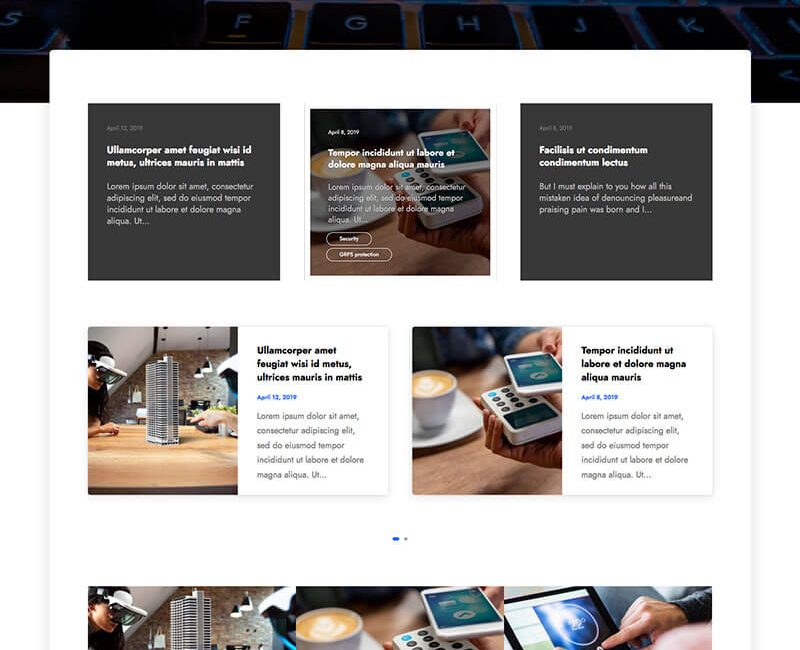 F G H J K L
April 12, 2019
Ullamcorper amet feugiat wisi id
metus, ultrices mauris in mattis
Lorem ipsum dolor sit amet, consectetur
adipiscing elit, sed do eiusmod tempor
incididunt ut labore et dolore magna
aliqua. Ut...
April 8, 2019
Tempor incididunt ut labore et
dolore magna aliqua mauris
Lorem ipsum dolor sit amet, consectetur
adipiscing elit, sed do eiusmod tempor
incididunt ut labore et dolore magna
aliqua. Ut...
Security
GRPS protection
April 8, 2019
Facilisis ut condimentum
condimentum lectus
But I must explain to you how all this
mistaken idea of denouncing pleasureand
praising pain was born and I...
Ullamcorper amet
feugiat wisi id metus,
ultrices mauris in mattis
April 12, 2019
Lorem ipsum dolor sit amet,
consectetur adipiscing elit,
sed do eiusmod tempor
incididunt ut labore et dolore
magna aliqua. Ut...
Tempor incididunt ut
labore et dolore magna
aliqua mauris
April 8, 2019
Lorem ipsum dolor sit amet,
consectetur adipiscing elit,
sed do eiusmod tempor
incididunt ut labore et dolore
magna aliqua. Ut...